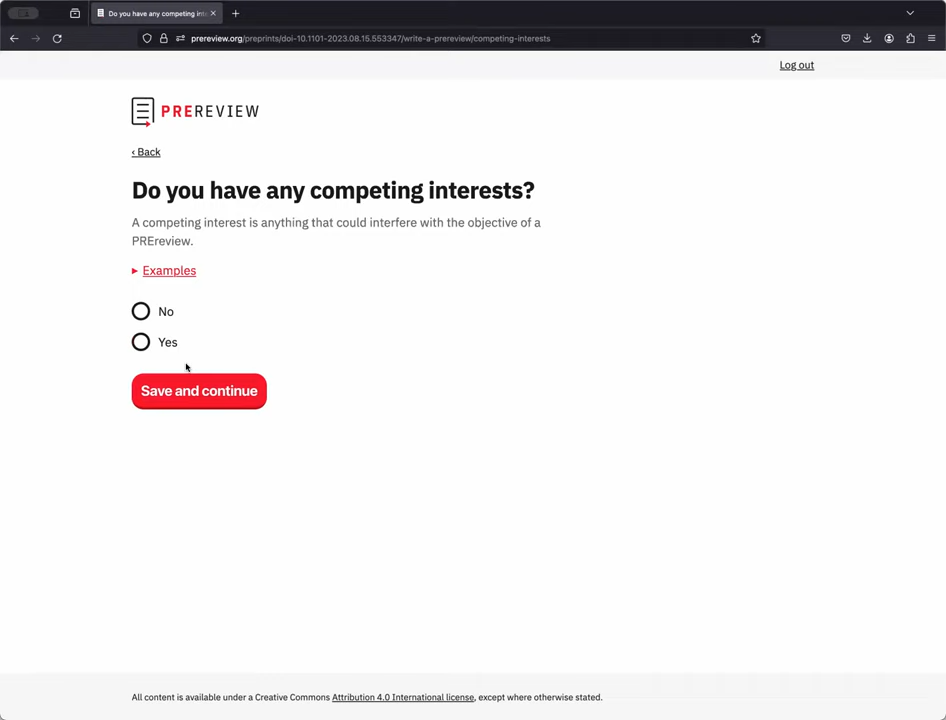 Do you have any competing inte
prereview.org/preprints/doi-10.1101-2023.08.15.553347/write-a-prereview/competing-interests
Log out
PREREVIEW
‹ Back
Do you have any competing interests?
A competing interest is anything that could interfere with the objective of a
PREreview.
▸ Examples
No
Yes
Save and continue
All content is available under a Creative Commons Attribution 4.0 International license, except where otherwise stated.